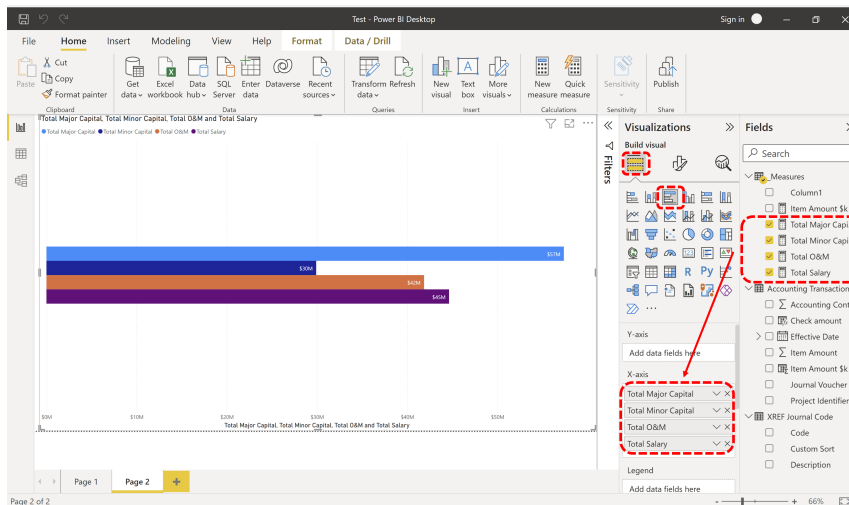 Test - Power BI Desktop
Sign in
File Home Insert Modeling View Help Format Data / Drill
Paste
Cut
Copy
Format painter
Get data
Excel workbook
Data hub
SQL Server
Enter data
Dataverse
Recent sources
Transform data
Refresh
New visual
Text box
More visuals
New measure
Quick measure
Sensitivity
Publish
Clipboard Data Queries Insert Calculations Sensitivity Share
Total Major Capital, Total Minor Capital, Total O&M and Total Salary
Total Major Capital Total Minor Capital Total O&M Total Salary
$57M
$30M
$42M
$45M
$0M $10M $20M $30M $40M $50M
Total Major Capital, Total Minor Capital, Total O&M and Total Salary
Filters
Visualizations
Build visual
R Py
Y-axis
Add data fields here
X-axis
Total Major Capital
Total Minor Capital
Total O&M
Total Salary
Legend
Add data fields here
Fields
Search
_Measures
Column1
Item Amount $k
Total Major Capi
Total Minor Capi
Total O&M
Total Salary
Accounting Transaction
Accounting Cont
Check amount
Effective Date
Item Amount
Item Amount $k
Journal Voucher
Project Identifier
XREF Journal Code
Code
Custom Sort
Description
Page 1 Page 2
Page 2 of 2
66%